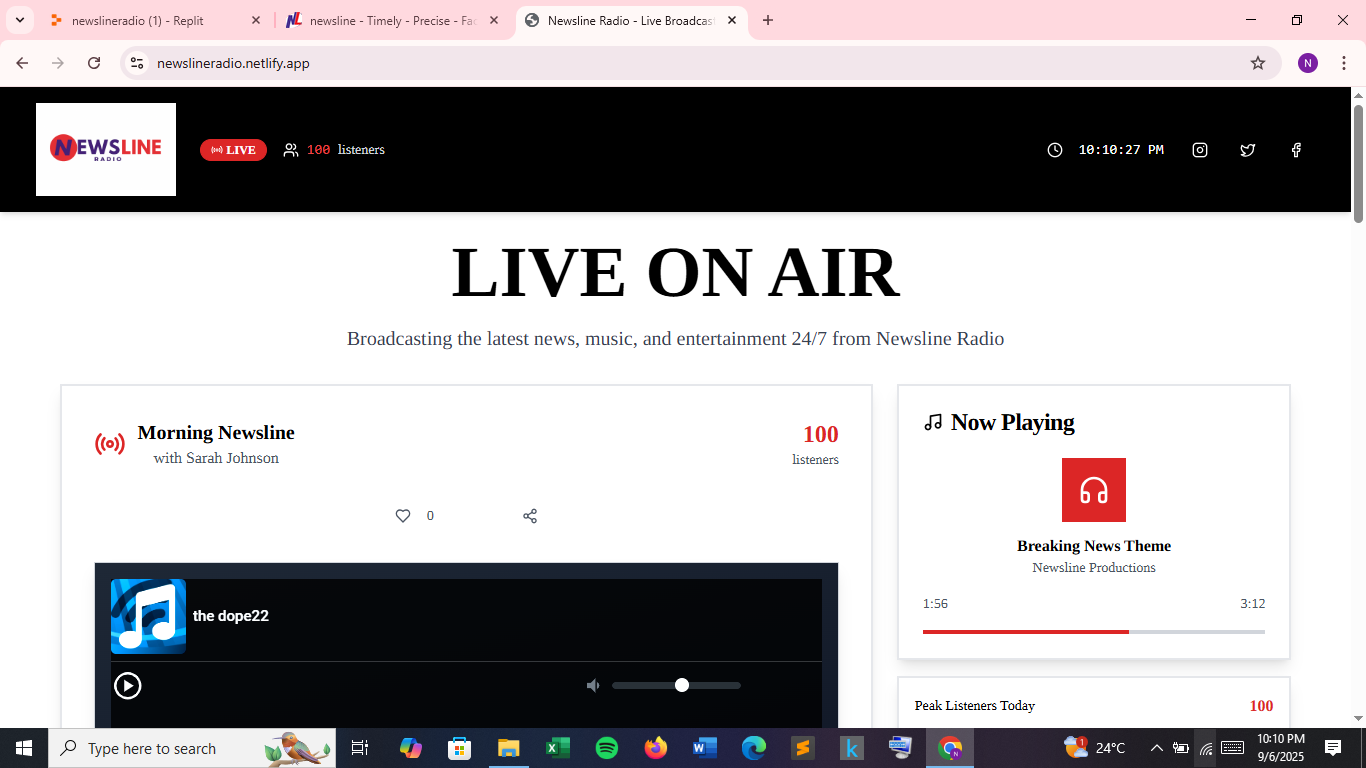 newslineradio (1) - Replit
newsline - Timely - Precise - Fac
Newsline Radio - Live Broadcas
newslineradio.netlify.app
N
NEWSLINE
RADIO
LIVE
100 listeners
10:10:27 PM
LIVE ON AIR
Broadcasting the latest news, music, and entertainment 24/7 from Newsline Radio
Morning Newsline
with Sarah Johnson
100
listeners
0
the dope22
Now Playing
Breaking News Theme
Newsline Productions
1:56
3:12
Peak Listeners Today
100
Type here to search
24°C
10:10 PM
9/6/2025